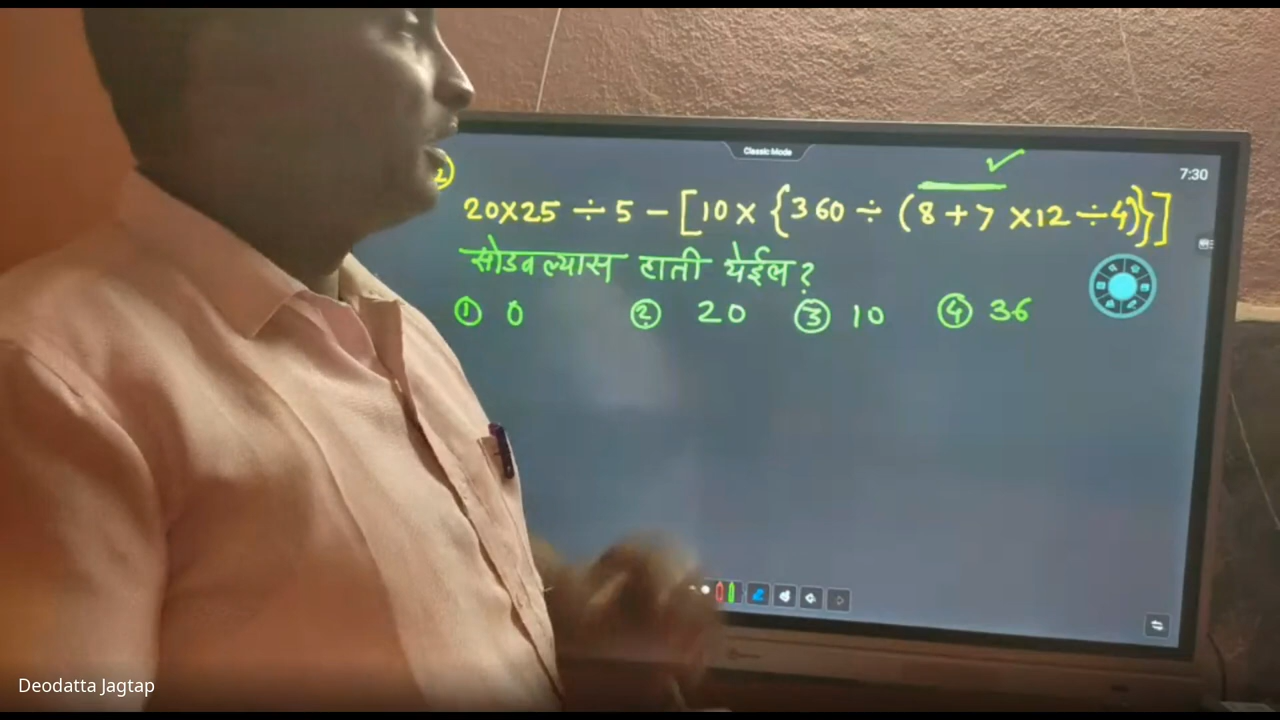 Classic Mode
7:30
2
20×25 ÷ 5 - [10 × {360 ÷ (8 + 7 ×12 ÷ 4)}]
सोडवल्यास हाती येईल?
① 0 ② 20 ③ 10 ④ 36
Deodatta Jagtap